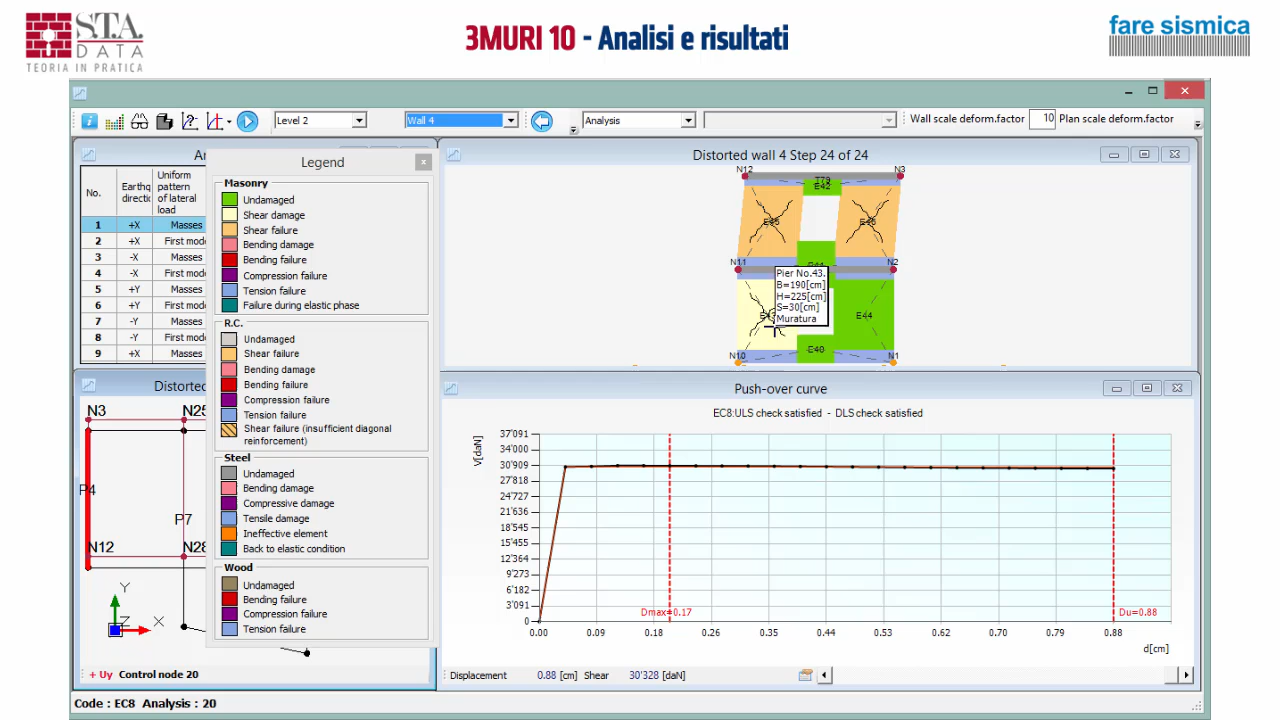 S.T.A.
DATA
TEORIA IN PRATICA
3MURI 10 - Analisi e risultati
fare sismica
Level 2
Wall 4
Analysis
Wall scale deform.factor
10
Plan scale deform.factor
No.
Earthq
directi
Uniform
pattern
of lateral
load
1 +X Masses
2 +X First mod
3 -X Masses
4 -X First mod
5 +Y Masses
6 +Y First mod
7 -Y Masses
8 -Y First mod
9 +X Masses
Legend
Masonry
Undamaged
Shear damage
Shear failure
Bending damage
Bending failure
Compression failure
Tension failure
Failure during elastic phase
R.C.
Undamaged
Shear failure
Bending damage
Bending failure
Compression failure
Tension failure
Shear failure (insufficient diagonal
reinforcement)
Steel
Undamaged
Bending damage
Compressive damage
Tensile damage
Ineffective element
Back to elastic condition
Wood
Undamaged
Bending failure
Compression failure
Tension failure
Distorted wall 4 Step 24 of 24
N12
T79
N3
E42
N11
N2
Pier No.43.
B=190[cm]
H=225[cm]
S=30[cm]
Muratura
E44
N10
E40
N1
Distorted
N3
N25
P4
P7
N12
N28
Y
Z
X
+ Uy Control node 20
Push-over curve
EC8:ULS check satisfied - DLS check satisfied
V[daN]
37'091
34'000
30'909
27'818
24'727
21'636
18'545
15'455
12'364
9'273
6'182
3'091
0
Dmax=0.17
Du=0.88
0.00 0.09 0.18 0.26 0.35 0.44 0.53 0.62 0.70 0.79 0.88
d[cm]
Displacement 0.88 [cm] Shear 30'328 [daN]
Code : EC8 Analysis : 20